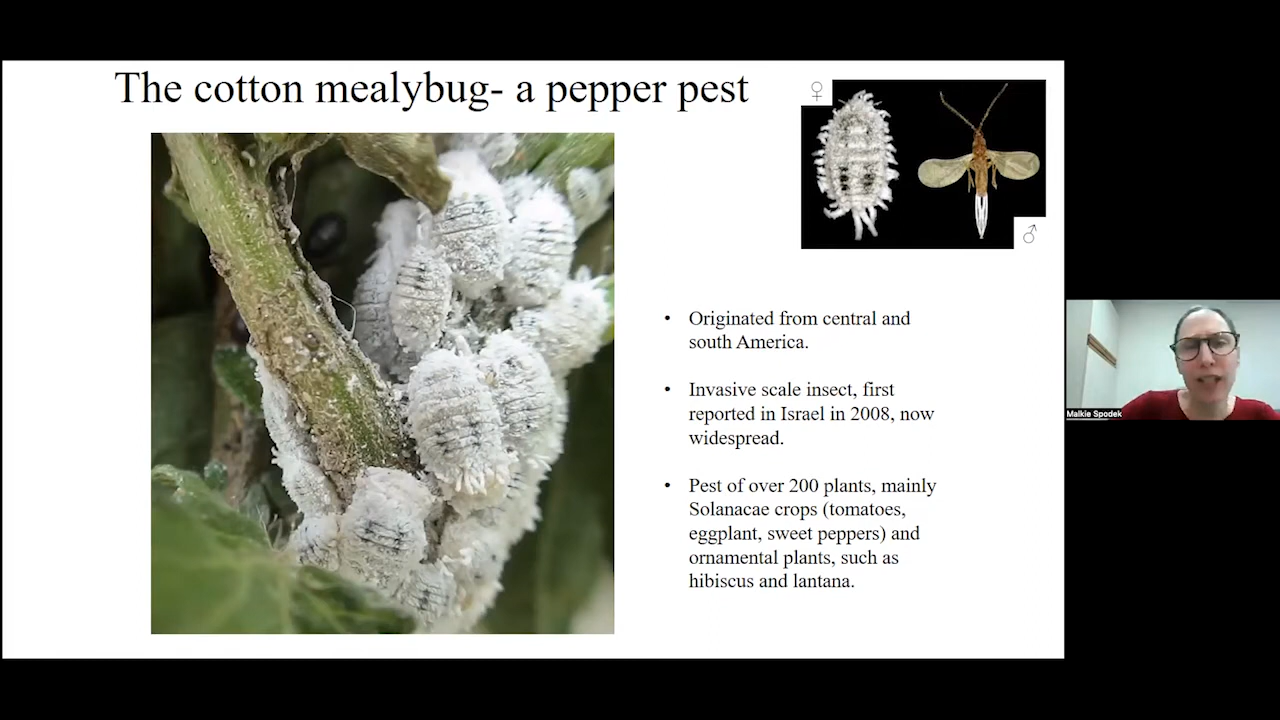 The cotton mealybug- a pepper pest
♀
♂
• Originated from central and
south America.
• Invasive scale insect, first
reported in Israel in 2008, now
widespread.
• Pest of over 200 plants, mainly
Solanacae crops (tomatoes,
eggplant, sweet peppers) and
ornamental plants, such as
hibiscus and lantana.
Malkie Spodek